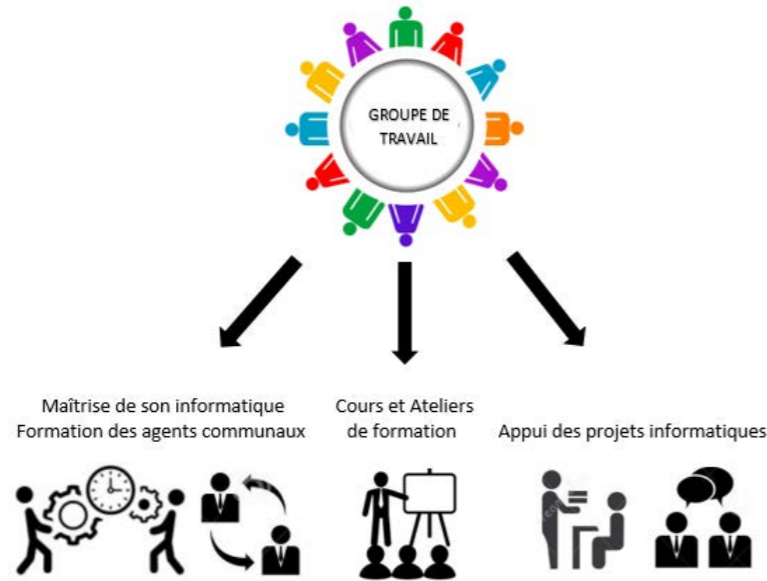 GROUPE DE
TRAVAIL
Maîtrise de son informatique
Formation des agents communaux
Cours et Ateliers
de formation
Appui des projets informatiques